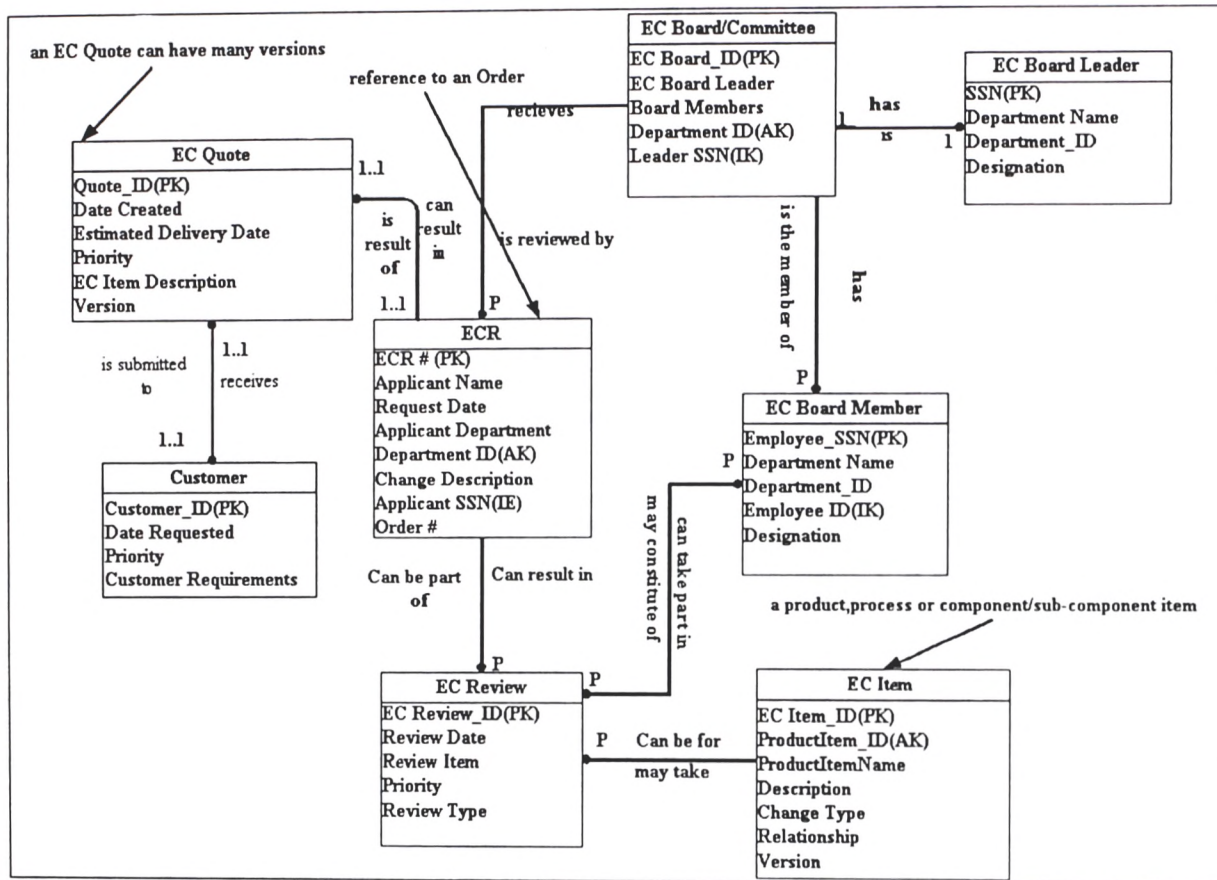 an EC Quote can have many versions
reference to an Order
EC Board/Committee
EC Board_ID(PK)
EC Board Leader
Board Members
Department ID(AK)
Leader SSN(IK)
EC Board Leader
SSN(PK)
Department Name
Department_ID
Designation
has
1
is
1
recieves
is reviewed by
P
EC Quote
Quote_ID(PK)
Date Created
Estimated Delivery Date
Priority
EC Item Description
Version
1..1
is
result
of
can
result
in
1..1
is the member of
has
P
ECR
ECR # (PK)
Applicant Name
Request Date
Applicant Department
Department ID(AK)
Change Description
Applicant SSN(IE)
Order #
is submitted
to
1..1
receives
1..1
Customer
Customer_ID(PK)
Date Requested
Priority
Customer Requirements
EC Board Member
Employee_SSN(PK)
Department Name
Department_ID
Employee ID(IK)
Designation
P
may constitute of
can take part in
P
Can be part
of
Can result in
P
a product,process or component/sub-component item
EC Review
EC Review_ID(PK)
Review Date
Review Item
Priority
Review Type
P
Can be for
may take
EC Item
EC Item_ID(PK)
ProductItem_ID(AK)
ProductItemName
Description
Change Type
Relationship
Version